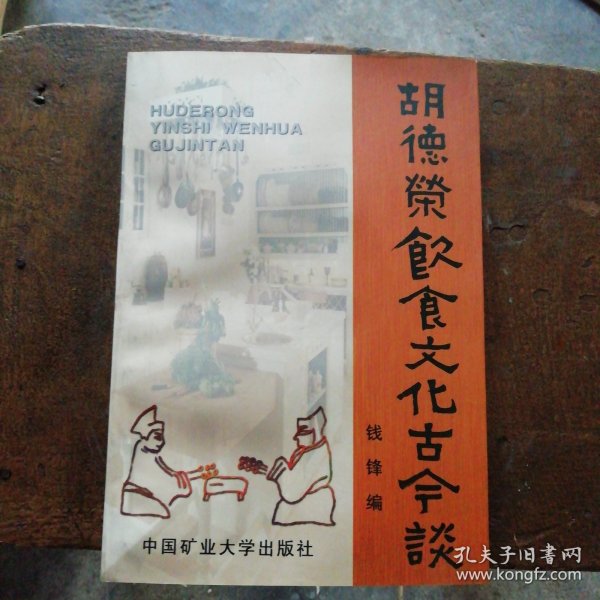 HUDERONG
YINSHI WENHUA
GUJINTAN
胡德榮飲食文化古今談
钱锋编
中国矿业大学出版社
孔夫子旧书网
www.kongfz.com